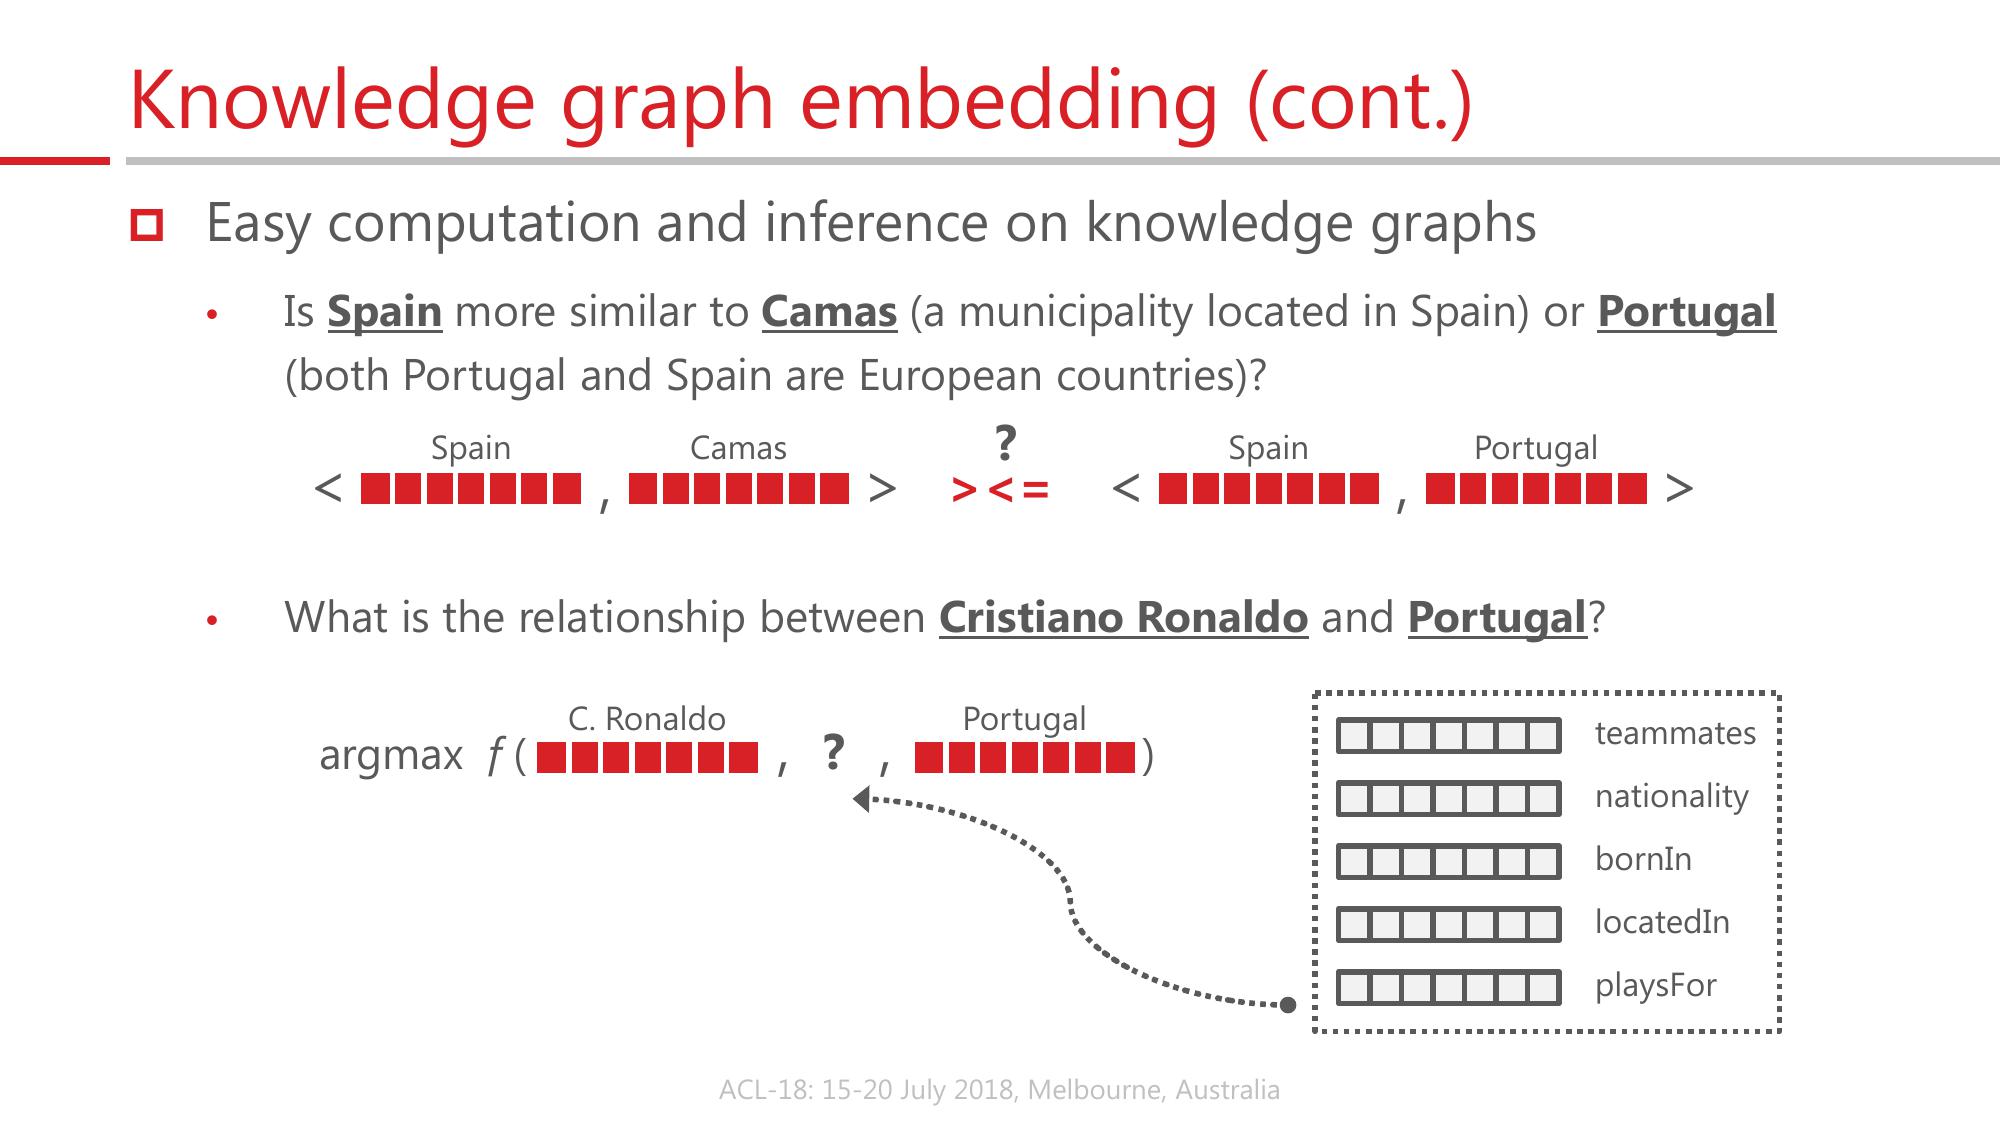 Knowledge graph embedding (cont.)
Easy computation and inference on knowledge graphs
• Is Spain more similar to Camas (a municipality located in Spain) or Portugal
(both Portugal and Spain are European countries)?
Spain Camas ? Spain Portugal
< , > > < = < , >
• What is the relationship between Cristiano Ronaldo and Portugal?
C. Ronaldo Portugal
argmax f ( , ? , )
teammates
nationality
bornIn
locatedIn
playsFor
ACL-18: 15-20 July 2018, Melbourne, Australia